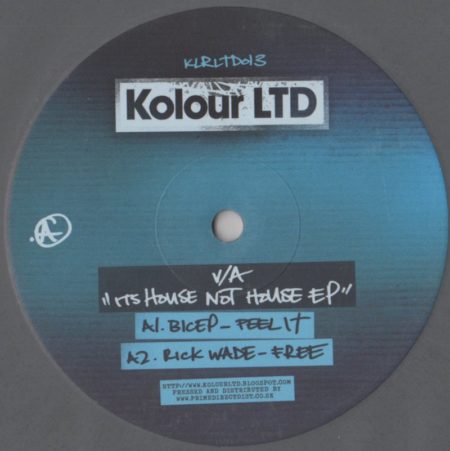 KLRLTD013
Kolour LTD
A
V/A
"ITS HOUSE NOT HOUSE EP"
A1. BICEP - FEEL IT
A2. RICK WADE - FREE
HTTP://WWW.KOLOURLTD.BLOGSPOT.COM
PRESSED AND DISTRIBUTED BY
WWW.PRIMEDIRECTDIST.CO.UK